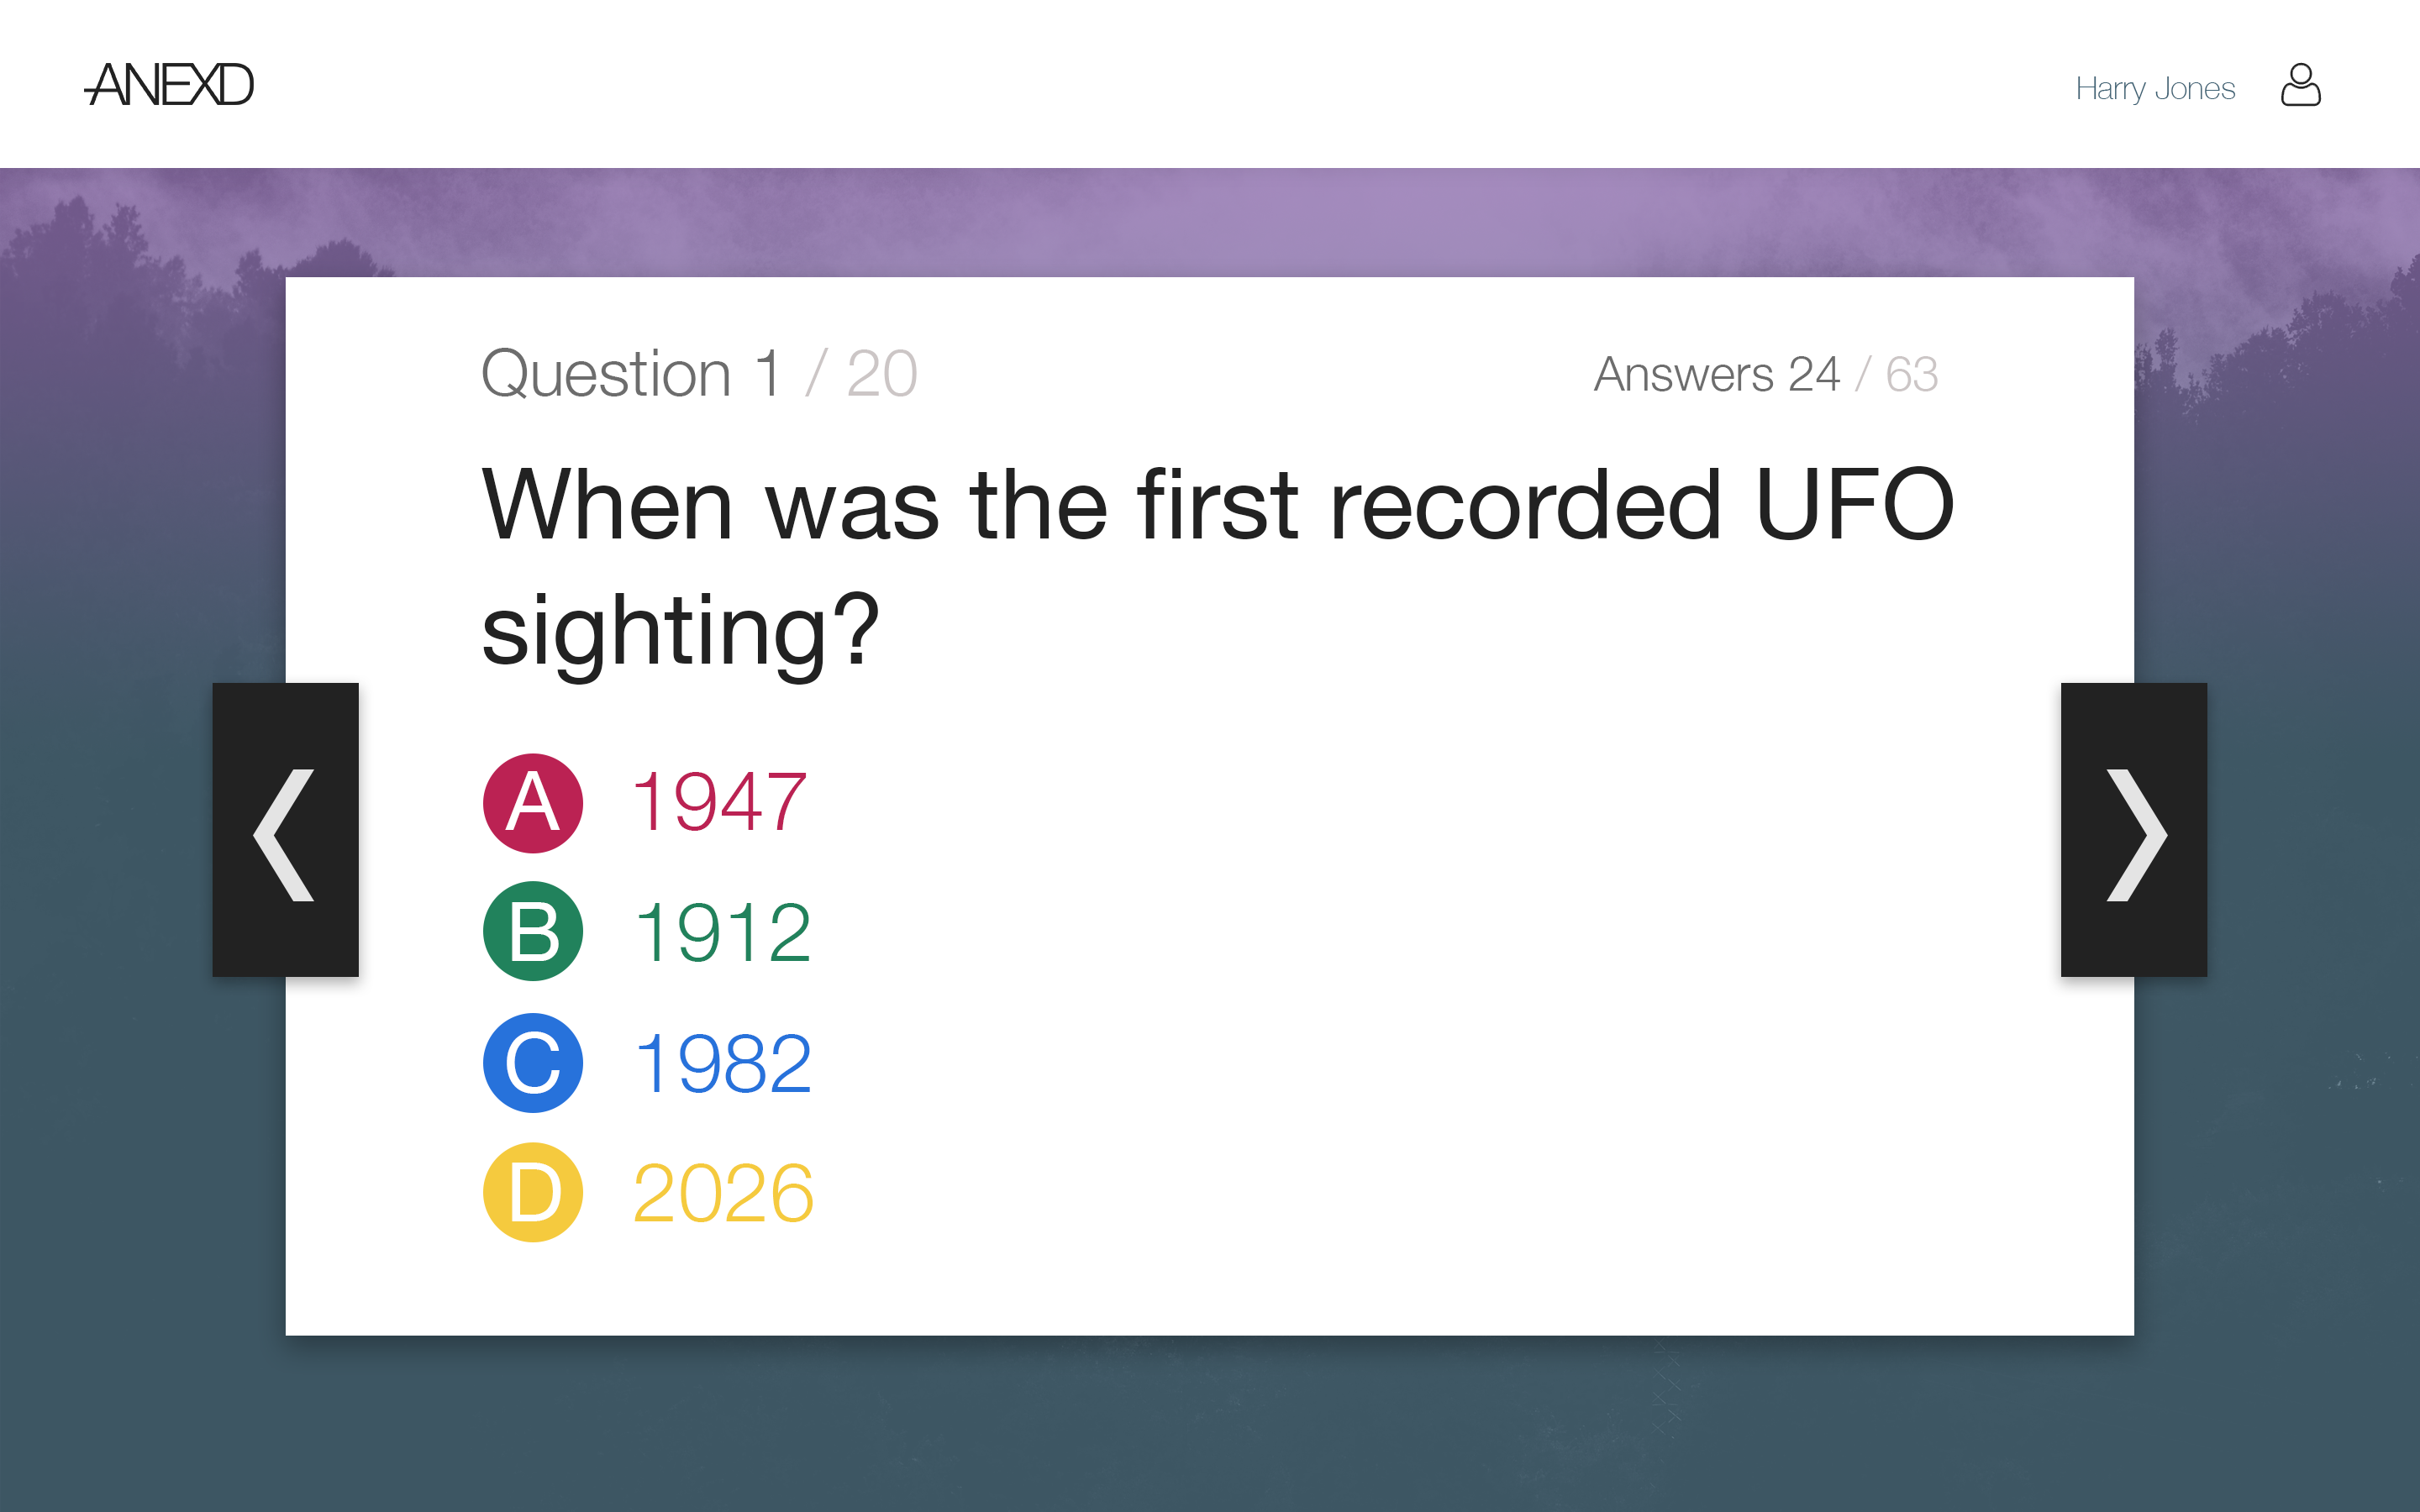 ANEXD
Harry Jones
Question 1 / 20
Answers 24 / 63
When was the first recorded UFO
sighting?
A 1947
B 1912
C 1982
D 2026